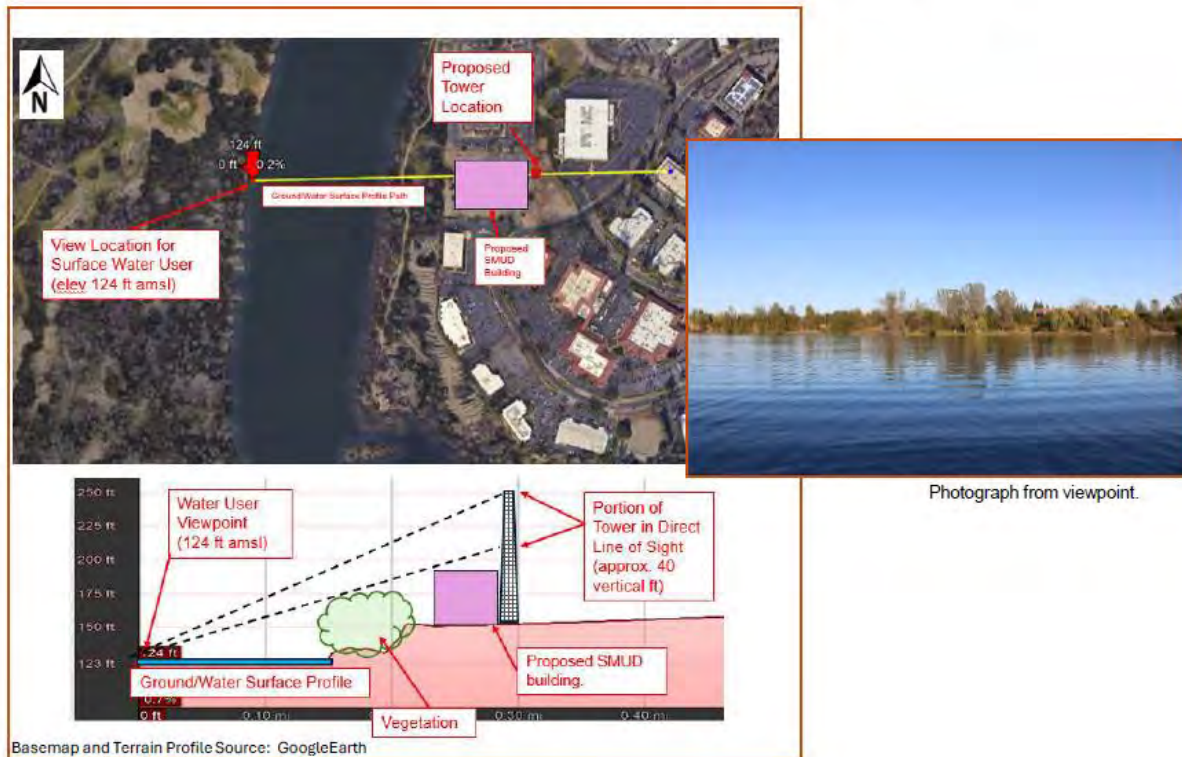 N
Proposed
Tower
Location
124 ft
0 ft
0.2%
Ground/Water Surface Profile Path
View Location for
Surface Water User
(elev 124 ft amsl)
Proposed
SMUD
Building
Photograph from viewpoint.
250 ft
225 ft
200 ft
175 ft
150 ft
123 ft
Water User
Viewpoint
(124 ft amsl)
Portion of
Tower in Direct
Line of Sight
(approx. 40
vertical ft)
24 ft
Ground/Water Surface Profile
Proposed SMUD
building.
0.7%
0 ft
0.10 mi
0.30 mi
0.40 mi
Vegetation
Basemap and Terrain Profile Source: GoogleEarth